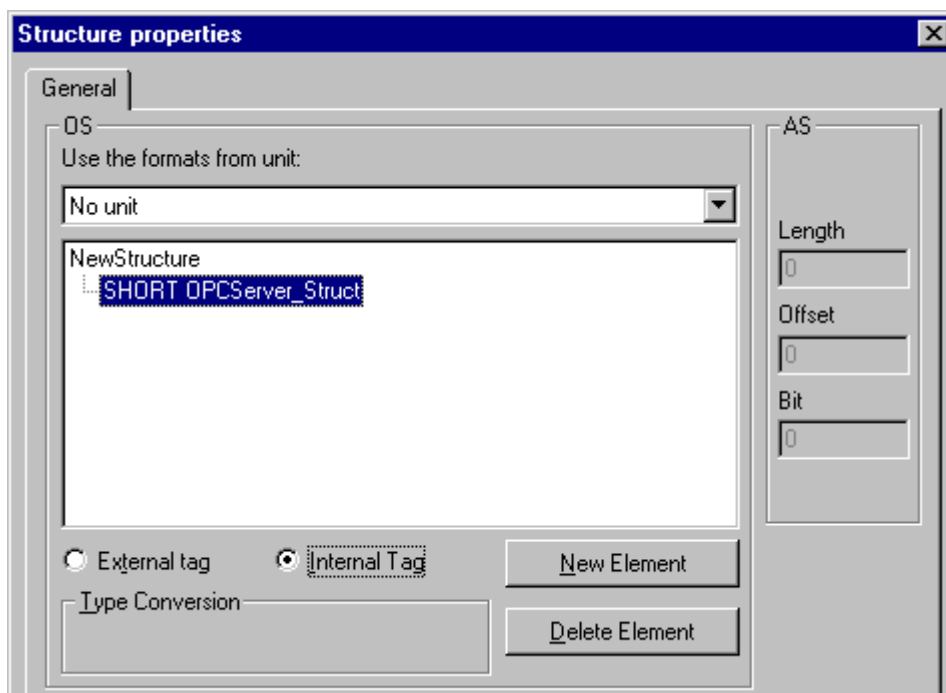 Structure properties
General
OS
Use the formats from unit:
No unit
NewStructure
SHORT OPCServer_Struct
External tag
Internal Tag
New Element
Type Conversion
Delete Element
AS
Length
0
Offset
0
Bit
0